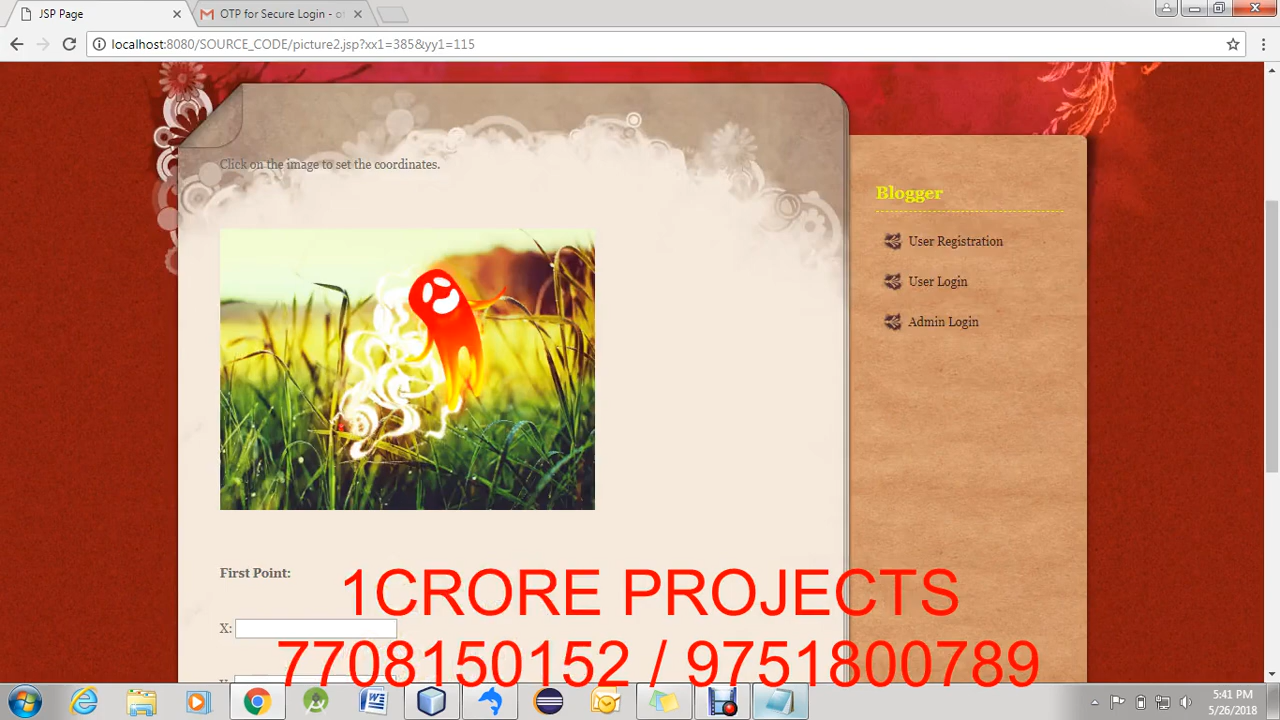 JSP Page
OTP for Secure Login - ot
localhost:8080/SOURCE_CODE/picture2.jsp?xx1=385&yy1=115
Click on the image to set the coordinates.
Blogger
User Registration
User Login
Admin Login
First Point:
X:
1CRORE PROJECTS
7708150152 / 9751800789
5:41 PM
5/26/2018